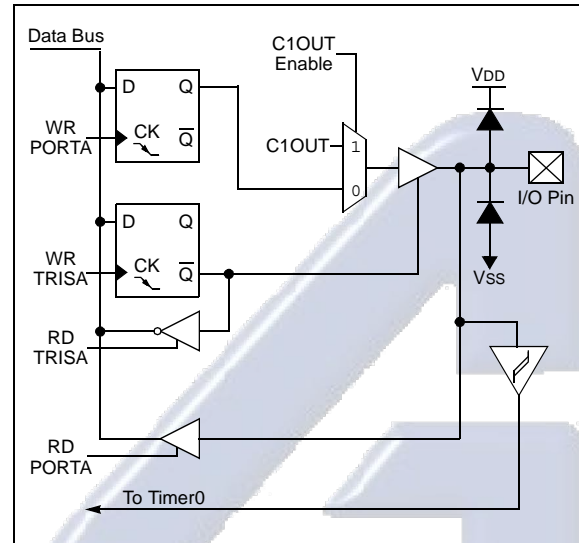 Data Bus
C1OUT
Enable
VDD
D Q
WR
PORTA
CK
Q
C1OUT
1
0
I/O Pin
D Q
WR
TRISA
CK
Q
VSS
RD
TRISA
RD
PORTA
To Timer0